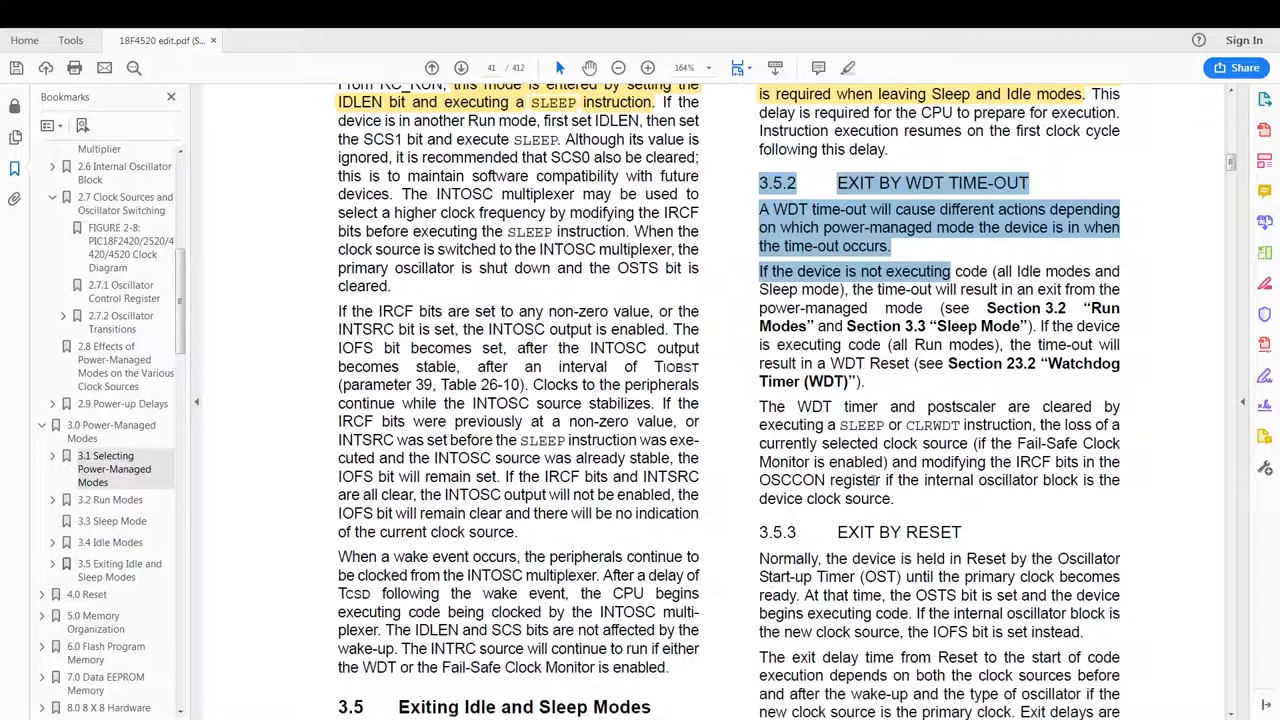 Home
Tools
18F4520 edit.pdf (S...
Sign In
41 / 412
164%
Share
Bookmarks
Multiplier
2.6 Internal Oscillator
Block
2.7 Clock Sources and
Oscillator Switching
FIGURE 2-8:
PIC18F2420/2520/4
420/4520 Clock
Diagram
2.7.1 Oscillator
Control Register
2.7.2 Oscillator
Transitions
2.8 Effects of
Power-Managed
Modes on the Various
Clock Sources
2.9 Power-up Delays
3.0 Power-Managed
Modes
3.1 Selecting
Power-Managed
Modes
3.2 Run Modes
3.3 Sleep Mode
3.4 Idle Modes
3.5 Exiting Idle and
Sleep Modes
4.0 Reset
5.0 Memory
Organization
6.0 Flash Program
Memory
7.0 Data EEPROM
Memory
8.0 8 X 8 Hardware
From RC_RUN, this mode is entered by setting the
IDLEN bit and executing a SLEEP instruction. If the
device is in another Run mode, first set IDLEN, then set
the SCS1 bit and execute SLEEP. Although its value is
ignored, it is recommended that SCS0 also be cleared;
this is to maintain software compatibility with future
devices. The INTOSC multiplexer may be used to
select a higher clock frequency by modifying the IRCF
bits before executing the SLEEP instruction. When the
clock source is switched to the INTOSC multiplexer, the
primary oscillator is shut down and the OSTS bit is
cleared.
If the IRCF bits are set to any non-zero value, or the
INTSRC bit is set, the INTOSC output is enabled. The
IOFS bit becomes set, after the INTOSC output
becomes stable, after an interval of TIOBST
(parameter 39, Table 26-10). Clocks to the peripherals
continue while the INTOSC source stabilizes. If the
IRCF bits were previously at a non-zero value, or
INTSRC was set before the SLEEP instruction was exe-
cuted and the INTOSC source was already stable, the
IOFS bit will remain set. If the IRCF bits and INTSRC
are all clear, the INTOSC output will not be enabled, the
IOFS bit will remain clear and there will be no indication
of the current clock source.
When a wake event occurs, the peripherals continue to
be clocked from the INTOSC multiplexer. After a delay of
TCSD following the wake event, the CPU begins
executing code being clocked by the INTOSC multi-
plexer. The IDLEN and SCS bits are not affected by the
wake-up. The INTRC source will continue to run if either
the WDT or the Fail-Safe Clock Monitor is enabled.
3.5 Exiting Idle and Sleep Modes
is required when leaving Sleep and Idle modes. This
delay is required for the CPU to prepare for execution.
Instruction execution resumes on the first clock cycle
following this delay.
3.5.2 EXIT BY WDT TIME-OUT
A WDT time-out will cause different actions depending
on which power-managed mode the device is in when
the time-out occurs.
If the device is not executing code (all Idle modes and
Sleep mode), the time-out will result in an exit from the
power-managed mode (see Section 3.2 “Run
Modes” and Section 3.3 “Sleep Mode”). If the device
is executing code (all Run modes), the time-out will
result in a WDT Reset (see Section 23.2 “Watchdog
Timer (WDT)”).
The WDT timer and postscaler are cleared by
executing a SLEEP or CLRWDT instruction, the loss of a
currently selected clock source (if the Fail-Safe Clock
Monitor is enabled) and modifying the IRCF bits in the
OSCCON register if the internal oscillator block is the
device clock source.
3.5.3 EXIT BY RESET
Normally, the device is held in Reset by the Oscillator
Start-up Timer (OST) until the primary clock becomes
ready. At that time, the OSTS bit is set and the device
begins executing code. If the internal oscillator block is
the new clock source, the IOFS bit is set instead.
The exit delay time from Reset to the start of code
execution depends on both the clock sources before
and after the wake-up and the type of oscillator if the
new clock source is the primary clock. Exit delays are